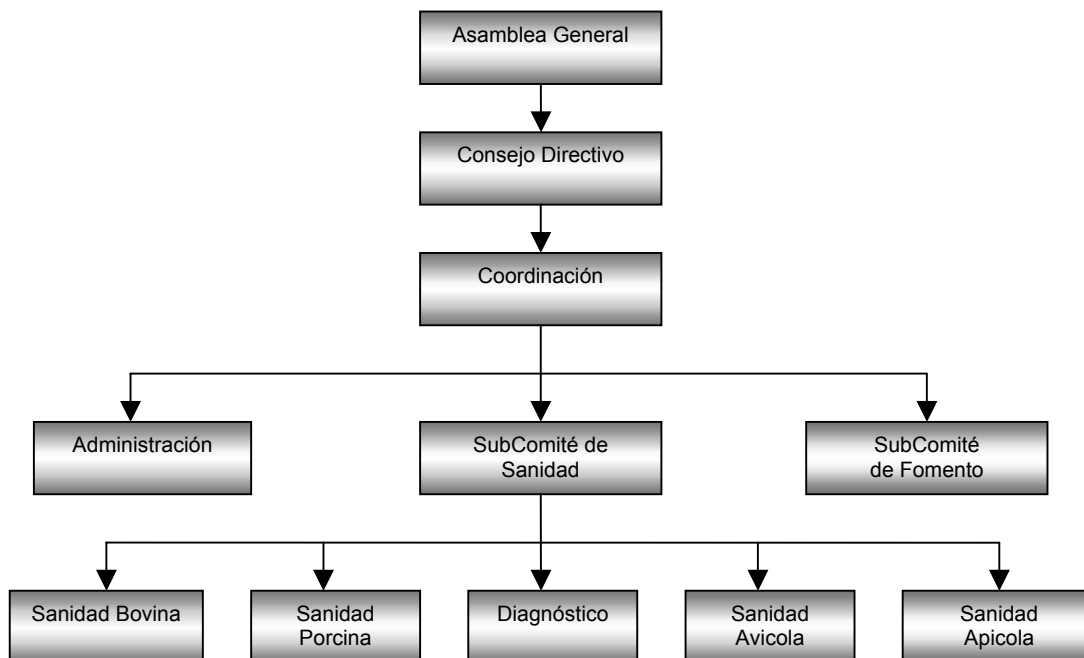 Asamblea General
Consejo Directivo
Coordinación
Administración
SubComité de
Sanidad
SubComité
de Fomento
Sanidad Bovina
Sanidad
Porcina
Diagnóstico
Sanidad
Avicola
Sanidad
Apicola